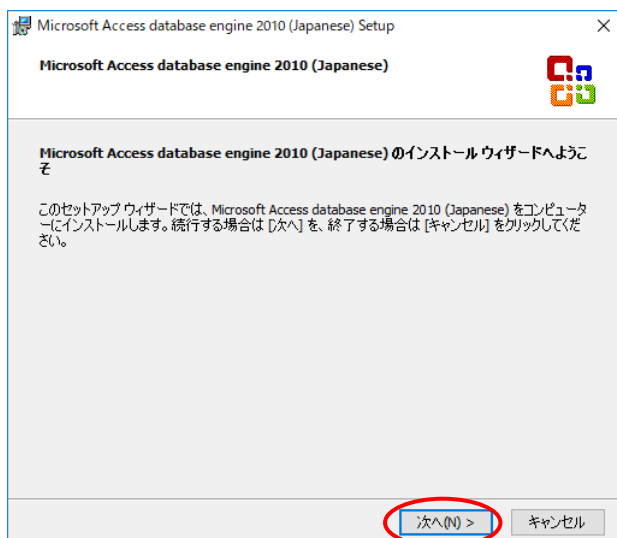 Microsoft Access database engine 2010 (Japanese) Setup
Microsoft Access database engine 2010 (Japanese)
Microsoft Access database engine 2010 (Japanese) のインストール ウィザードへようこ
そ
このセットアップ ウィザードでは、Microsoft Access database engine 2010 (Japanese) をコンピュータ
ーにインストールします。続行する場合は [次へ] を、終了する場合は [キャンセル] をクリックしてくだ
さい。
次へ(N) >
キャンセル